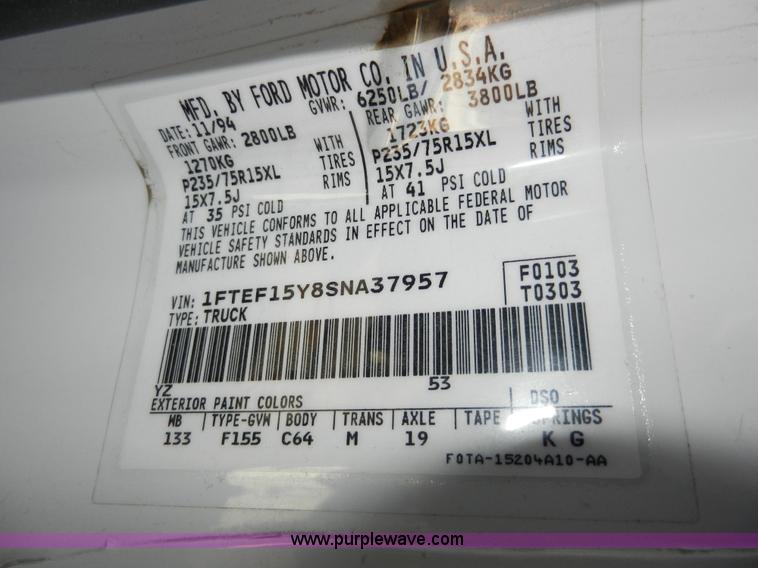 MFD. BY FORD MOTOR CO. IN U.S.A.
DATE: 11/94 GVWR: 6250LB/ 2834KG
FRONT GAWR: 2800LB REAR GAWR: 3800LB
1270KG WITH 1723KG WITH
P235/75R15XL TIRES P235/75R15XL TIRES
15X7.5J RIMS 15X7.5J RIMS
AT 35 PSI COLD AT 41 PSI COLD
THIS VEHICLE CONFORMS TO ALL APPLICABLE FEDERAL MOTOR
VEHICLE SAFETY STANDARDS IN EFFECT ON THE DATE OF
MANUFACTURE SHOWN ABOVE.
VIN: 1FTEF15Y8SNA37957 F0103
TYPE: TRUCK T0303
YZ 53
EXTERIOR PAINT COLORS DSO
WB TYPE-GVW BODY TRANS AXLE TAPE SPRINGS
133 F155 C64 M 19 K G
F0TA-15204A10-AA
www.purplewave.com